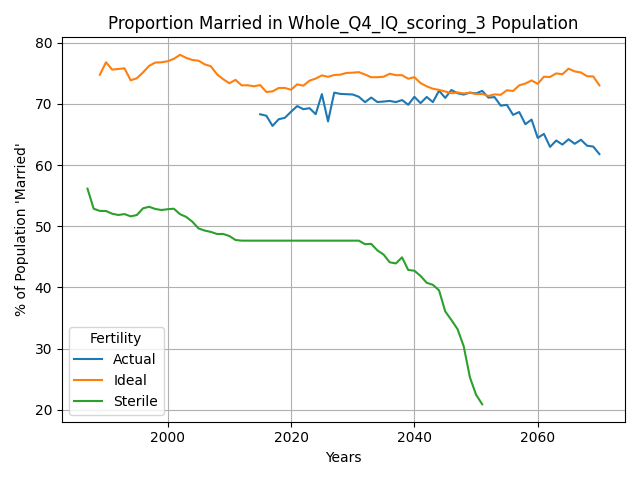 Proportion Married in Whole_Q4_IQ_scoring_3 Population
% of Population 'Married'
80
70
60
50
40
30
20
Fertility
Actual
Ideal
Sterile
2000
2020
2040
2060
Years